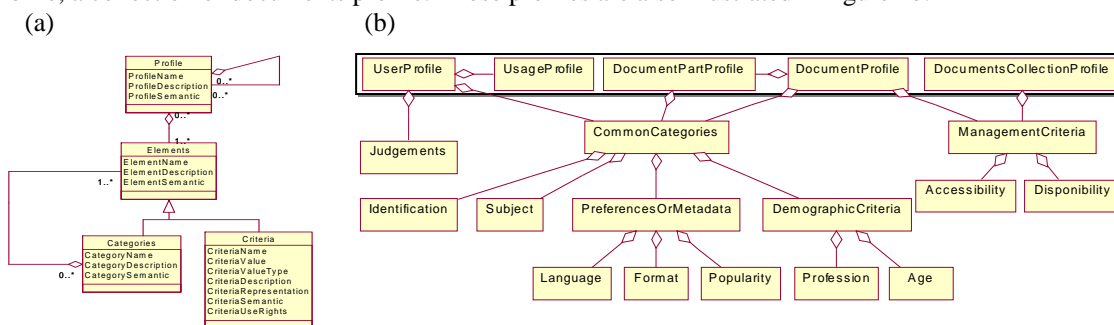 (a)
(b)
Profile
ProfileName
ProfileDescription
ProfileSemantic
0..*
0..*
0..*
1..*
Elements
ElementName
ElementDescription
ElementSemantic
1..*
Categories
CategoryName
CategoryDescription
CategorySemantic
0..*
Criteria
CriteriaName
CriteriaValue
CriteriaValueType
CriteriaDescription
CriteriaRepresentation
CriteriaSemantic
CriteriaUseRights
UserProfile UsageProfile DocumentPartProfile DocumentProfile DocumentsCollectionProfile
Judgements CommonCategories ManagementCriteria
Accessibility Disponibility
Identification Subject PreferencesOrMetadata DemographicCriteria
Language Format Popularity Profession Age